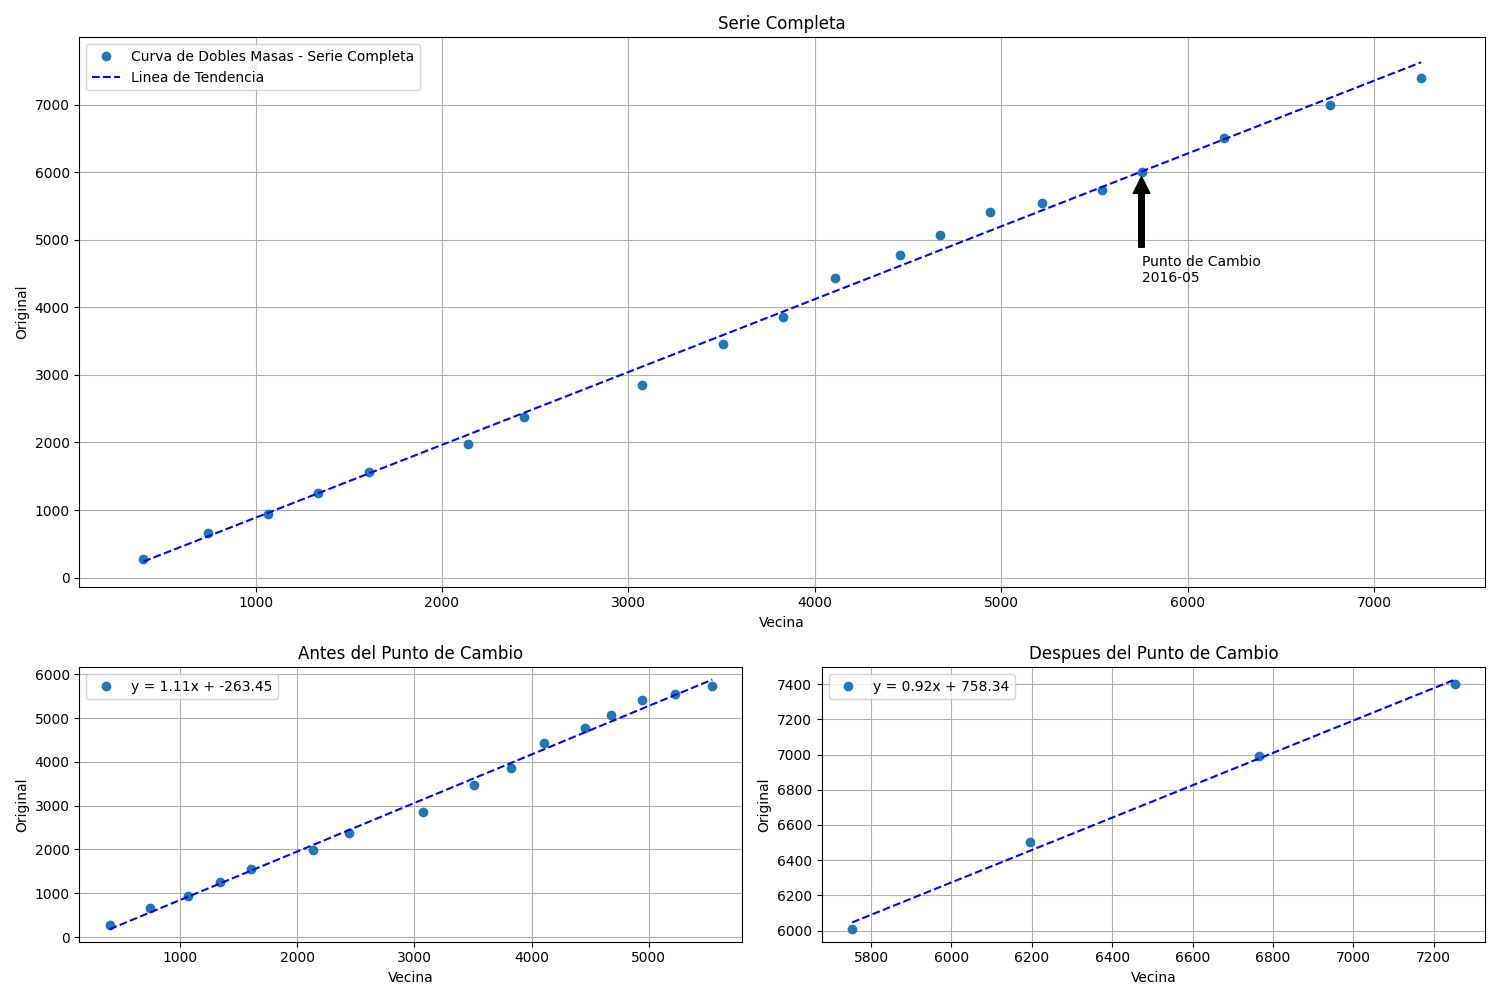 Serie Completa
Curva de Dobles Masas - Serie Completa
Linea de Tendencia
7000
6000
5000
4000
3000
2000
1000
0
Original
Punto de Cambio
2016-05
1000 2000 3000 4000 5000 6000 7000
Vecina
Antes del Punto de Cambio
y = 1.11x + -263.45
6000
5000
4000
3000
2000
1000
0
Original
1000 2000 3000 4000 5000
Vecina
Despues del Punto de Cambio
y = 0.92x + 758.34
7400
7200
7000
6800
6600
6400
6200
6000
Original
5800 6000 6200 6400 6600 6800 7000 7200
Vecina